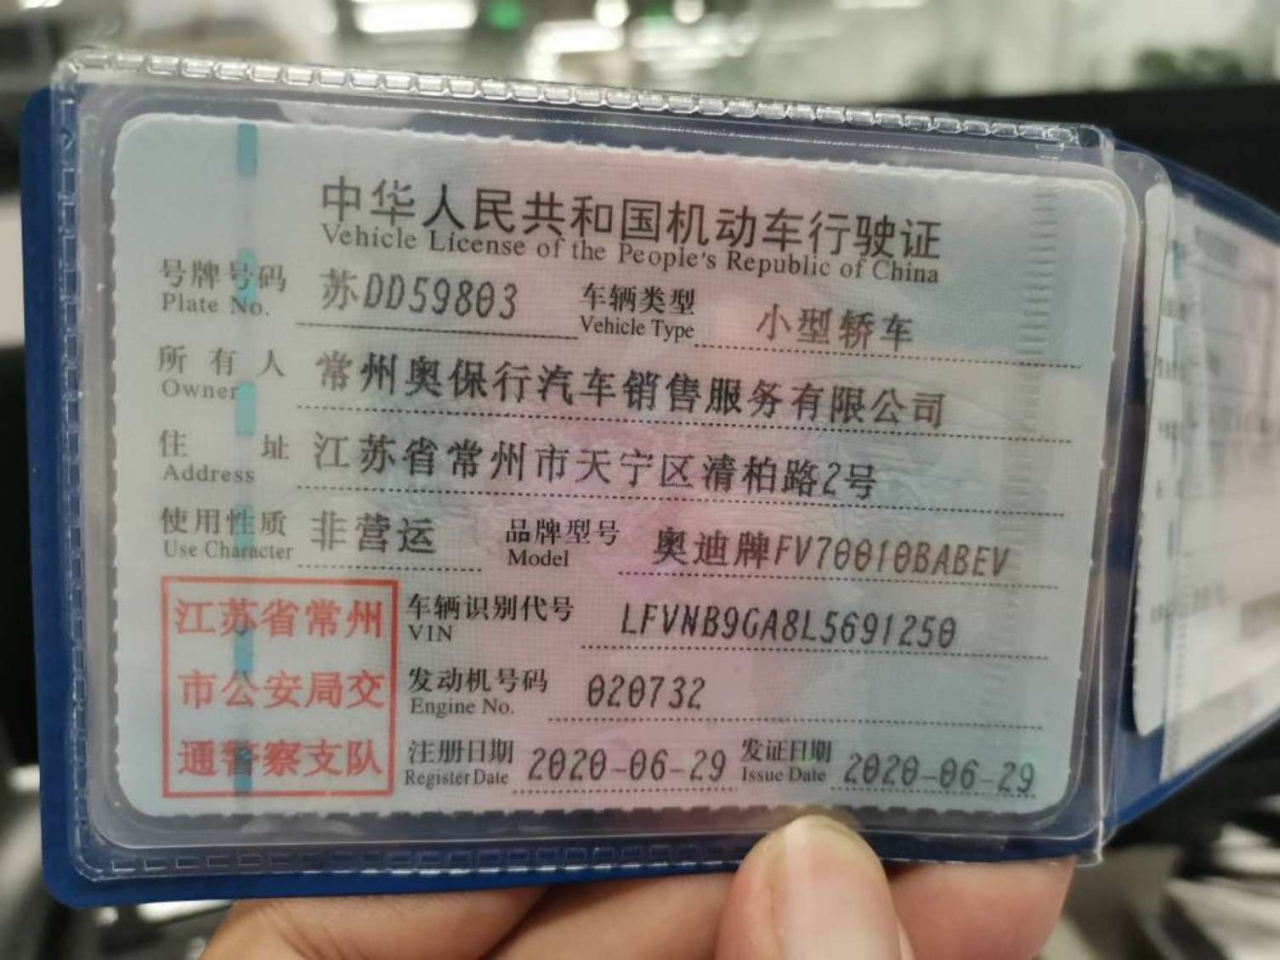 中华人民共和国机动车行驶证
Vehicle License of the People's Republic of China
号牌号码 苏DD59803 车辆类型 小型轿车
Plate No. Vehicle Type
所有人 常州奥保行汽车销售服务有限公司
Owner
住址 江苏省常州市天宁区清柏路2号
Address
使用性质 非营运 品牌型号 奥迪牌FV70010BABEV
Use Character Model
江苏省常州
市公安局交
通警察支队
车辆识别代号 LFVNB9GA8L5691250
VIN
发动机号码 020732
Engine No.
注册日期 2020-06-29 发证日期 2020-06-29
Register Date Issue Date